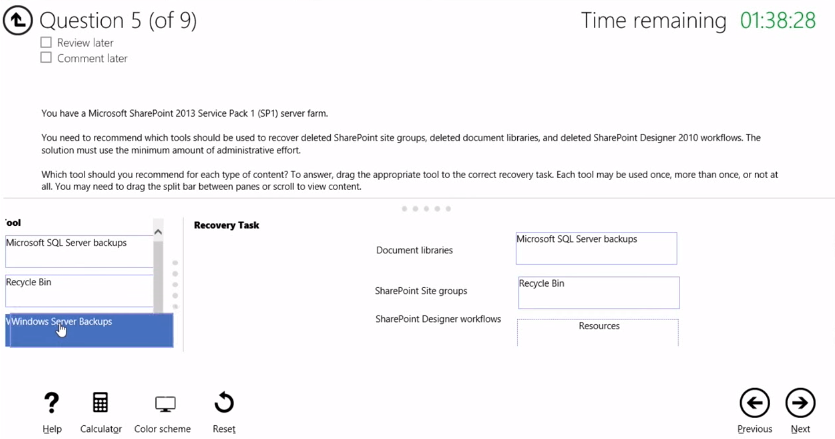 Question 5 (of 9)
Time remaining 01:38:28
Review later
Comment later
You have a Microsoft SharePoint 2013 Service Pack 1 (SP1) server farm.
You need to recommend which tools should be used to recover deleted SharePoint site groups, deleted document libraries, and deleted SharePoint Designer 2010 workflows. The
solution must use the minimum amount of administrative effort.
Which tool should you recommend for each type of content? To answer, drag the appropriate tool to the correct recovery task. Each tool may be used once, more than once, or not at
all. You may need to drag the split bar between panes or scroll to view content.
ool
Recovery Task
Microsoft SQL Server backups
Document libraries
Microsoft SQL Server backups
Recycle Bin
SharePoint Site groups
Recycle Bin
Windows Server Backups
SharePoint Designer workflows
Resources
Help
Calculator
Color scheme
Reset
Previous
Next